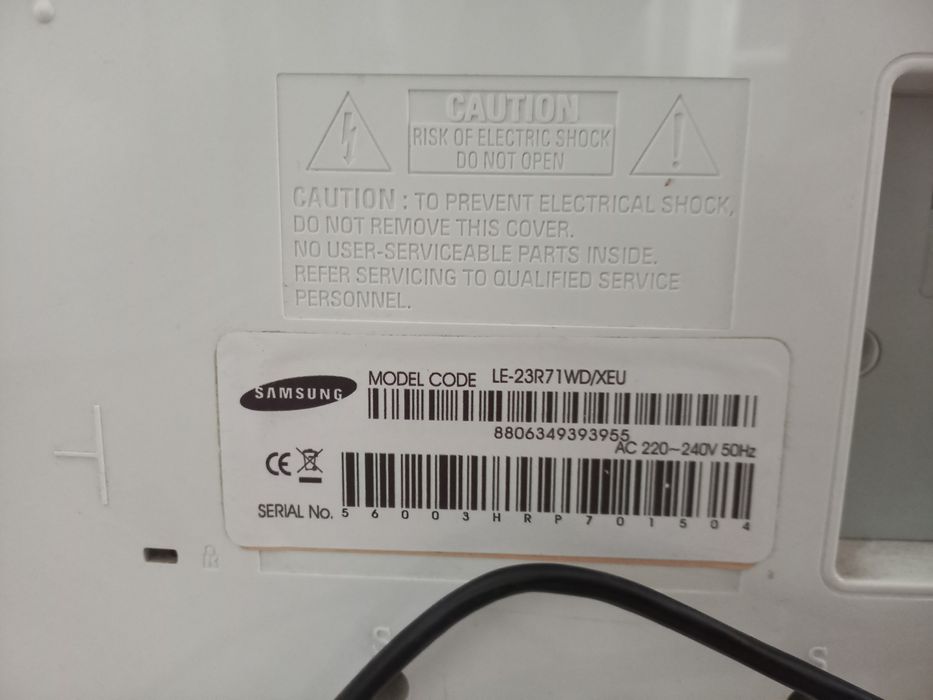 CAUTION
RISK OF ELECTRIC SHOCK
DO NOT OPEN
CAUTION : TO PREVENT ELECTRICAL SHOCK,
DO NOT REMOVE THIS COVER.
NO USER-SERVICEABLE PARTS INSIDE.
REFER SERVICING TO QUALIFIED SERVICE
PERSONNEL.
SAMSUNG
MODEL CODE LE-23R71WD/XEU
8806349393955
AC 220~240V 50Hz
CE
SERIAL No. 56003HRP701504
S
S